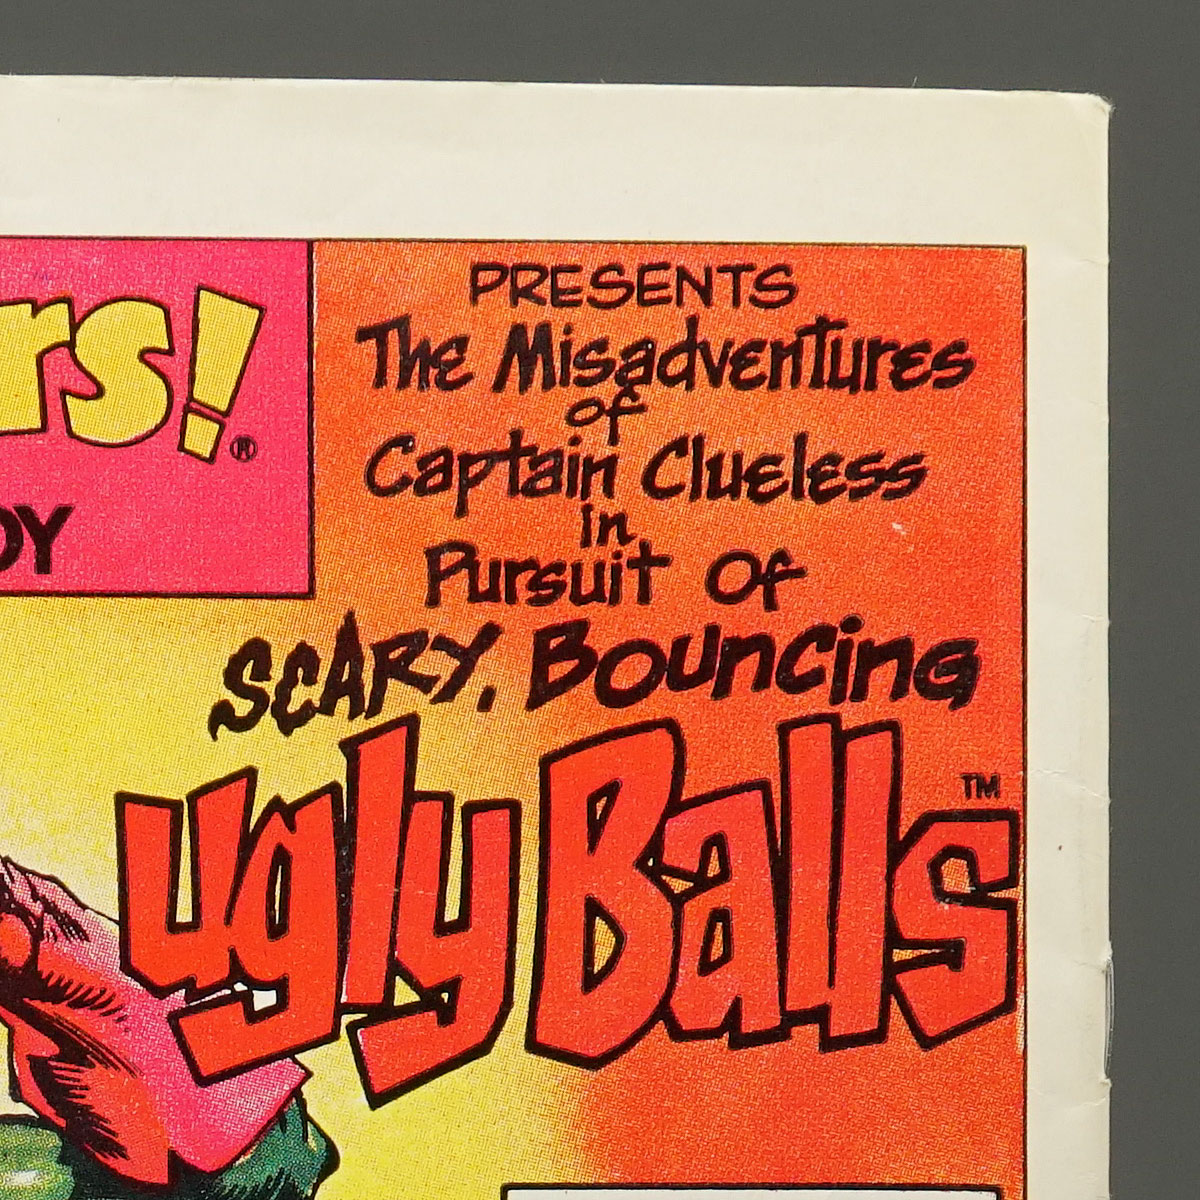 rs!®
DY
PRESENTS
The Misadventures
of
Captain Clueless
in
Pursuit Of
SCARY, Bouncing
ugly Balls™